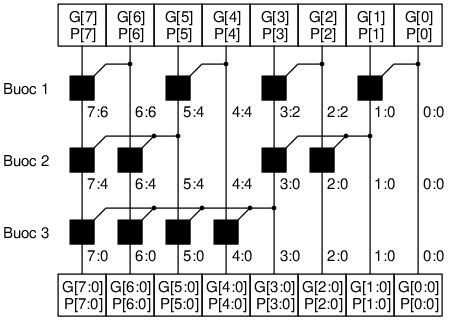 G[7] G[6] G[5] G[4] G[3] G[2] G[1] G[0]
P[7] P[6] P[5] P[4] P[3] P[2] P[1] P[0]
Buoc 1
7:6 6:6 5:4 4:4 3:2 2:2 1:0 0:0
Buoc 2
7:4 6:4 5:4 4:4 3:0 2:0 1:0 0:0
Buoc 3
7:0 6:0 5:0 4:0 3:0 2:0 1:0 0:0
G[7:0] G[6:0] G[5:0] G[4:0] G[3:0] G[2:0] G[1:0] G[0:0]
P[7:0] P[6:0] P[5:0] P[4:0] P[3:0] P[2:0] P[1:0] P[0:0]